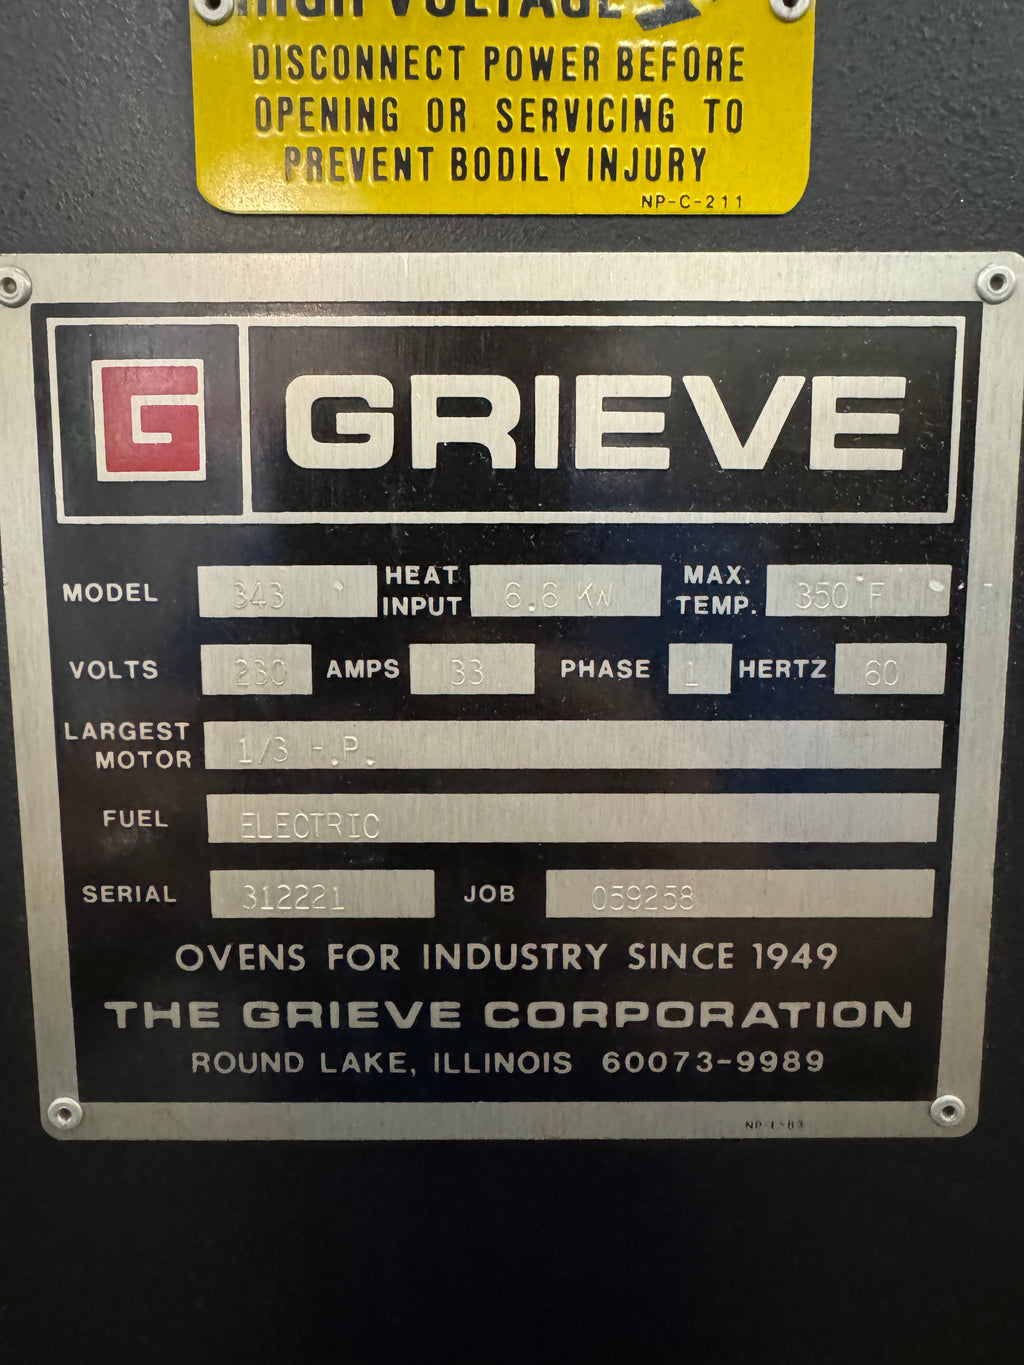 HIGH VOLTAGE
DISCONNECT POWER BEFORE
OPENING OR SERVICING TO
PREVENT BODILY INJURY
NP-C-211
G GRIEVE
MODEL 343 HEAT INPUT 6.6 KW MAX. TEMP. 350°F
VOLTS 230 AMPS 33 PHASE 1 HERTZ 60
LARGEST MOTOR 1/3 H.P.
FUEL ELECTRIC
SERIAL 312221 JOB 059258
OVENS FOR INDUSTRY SINCE 1949
THE GRIEVE CORPORATION
ROUND LAKE, ILLINOIS 60073-9989